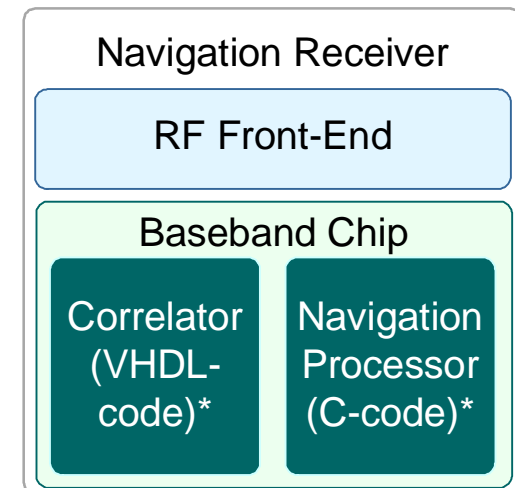 Navigation Receiver
RF Front-End
Baseband Chip
Correlator
(VHDL-
code)*
Navigation
Processor
(C-code)*